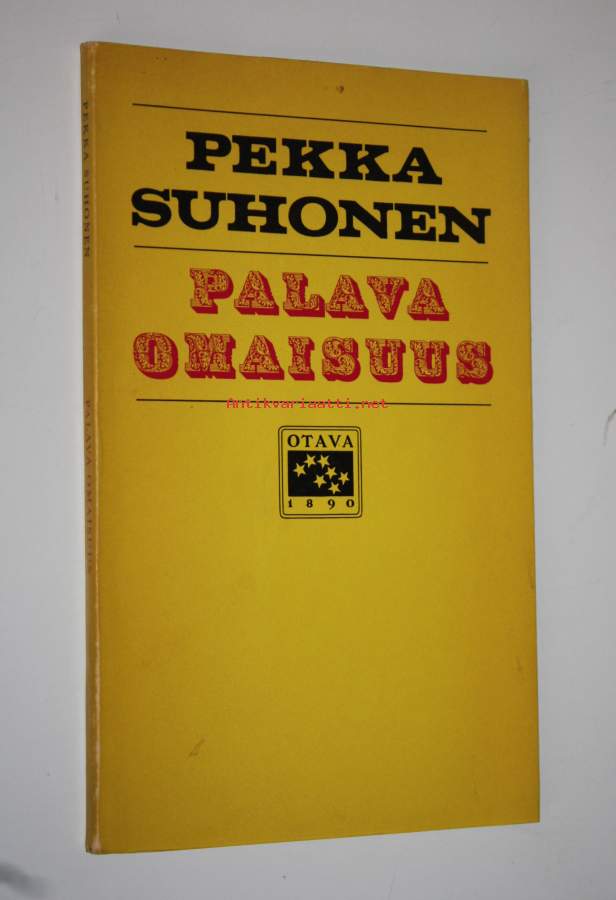 PEKKA
SUHONEN
PALAVA
OMAISUUS
Antikvariaatti.net
OTAVA
1890
PEKKA SUHONEN
PALAVA OMAISUUS